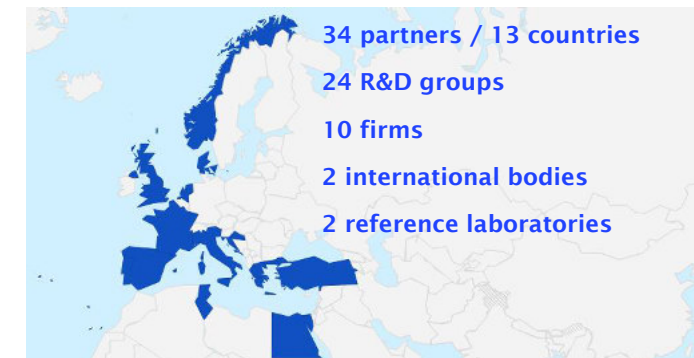 34 partners / 13 countries
24 R&D groups
10 firms
2 international bodies
2 reference laboratories